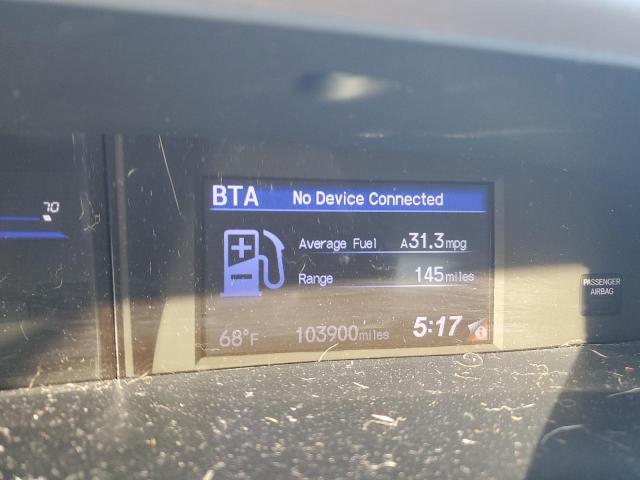 70
BTA No Device Connected
Average Fuel A31.3mpg
Range 145miles
68°F 103900miles 5:17
PASSENGER
AIRBAG